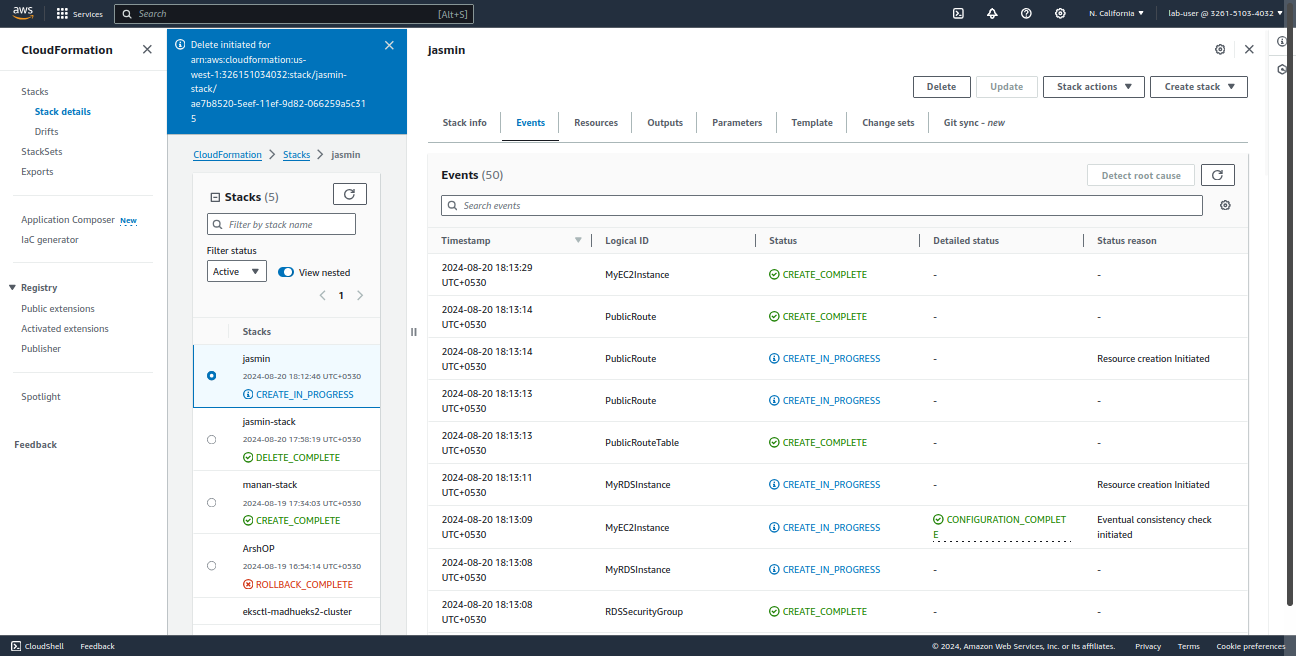 aws
Services
Search
[Alt+S]
N. California ▼
lab-user @ 3261-5103-4032 ▼
CloudFormation
Stacks
Stack details
Drifts
StackSets
Exports
Application Composer New
IaC generator
Registry
Public extensions
Activated extensions
Publisher
Spotlight
Feedback
Delete initiated for
arn:aws:cloudformation:us-
west-1:326151034032:stack/jasmin-
stack/
ae7b8520-5eef-11ef-9d82-066259a5c31
5
CloudFormation > Stacks > jasmin
Stacks (5)
Filter by stack name
Filter status
Active ▼
View nested
< 1 >
Stacks
jasmin
2024-08-20 18:12:46 UTC+0530
CREATE_IN_PROGRESS
jasmin-stack
2024-08-20 17:58:19 UTC+0530
DELETE_COMPLETE
manan-stack
2024-08-19 17:34:03 UTC+0530
CREATE_COMPLETE
ArshOP
2024-08-19 16:54:14 UTC+0530
ROLLBACK_COMPLETE
eksctl-madhueks2-cluster
jasmin
Delete
Update
Stack actions ▼
Create stack ▼
Stack info
Events
Resources
Outputs
Parameters
Template
Change sets
Git sync - new
Events (50)
Detect root cause
Search events
Timestamp
Logical ID
Status
Detailed status
Status reason
2024-08-20 18:13:29
UTC+0530
MyEC2Instance
CREATE_COMPLETE
-
-
2024-08-20 18:13:14
UTC+0530
PublicRoute
CREATE_COMPLETE
-
-
2024-08-20 18:13:14
UTC+0530
PublicRoute
CREATE_IN_PROGRESS
-
Resource creation Initiated
2024-08-20 18:13:13
UTC+0530
PublicRoute
CREATE_IN_PROGRESS
-
-
2024-08-20 18:13:13
UTC+0530
PublicRouteTable
CREATE_COMPLETE
-
-
2024-08-20 18:13:11
UTC+0530
MyRDSInstance
CREATE_IN_PROGRESS
-
Resource creation Initiated
2024-08-20 18:13:09
UTC+0530
MyEC2Instance
CREATE_IN_PROGRESS
CONFIGURATION_COMPLET
E
Eventual consistency check
initiated
2024-08-20 18:13:08
UTC+0530
MyRDSInstance
CREATE_IN_PROGRESS
-
-
2024-08-20 18:13:08
UTC+0530
RDSSecurityGroup
CREATE_COMPLETE
-
-
CloudShell
Feedback
© 2024, Amazon Web Services, Inc. or its affiliates.
Privacy
Terms
Cookie preferences